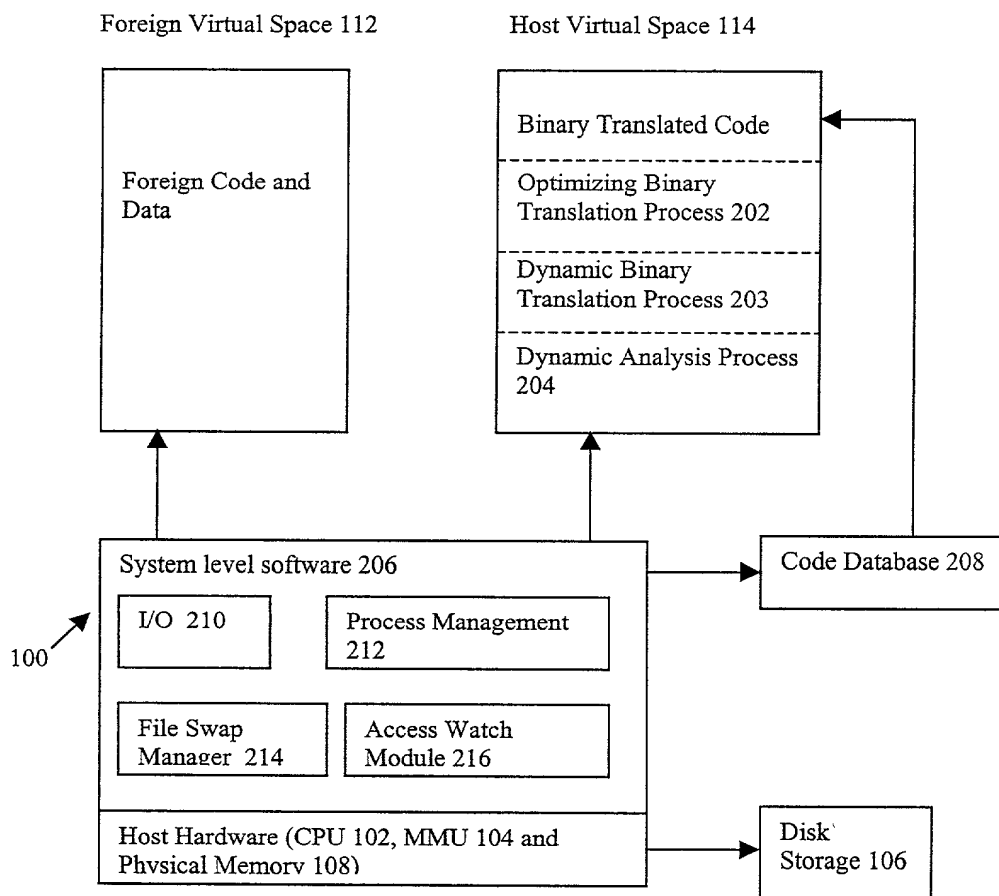 Foreign Virtual Space 112
Host Virtual Space 114
Foreign Code and
Data
Binary Translated Code
Optimizing Binary
Translation Process 202
Dynamic Binary
Translation Process 203
Dynamic Analysis Process
204
System level software 206
Code Database 208
I/O 210
Process Management
212
100
File Swap
Manager 214
Access Watch
Module 216
Host Hardware (CPU 102, MMU 104 and
Physical Memory 108)
Disk
Storage 106